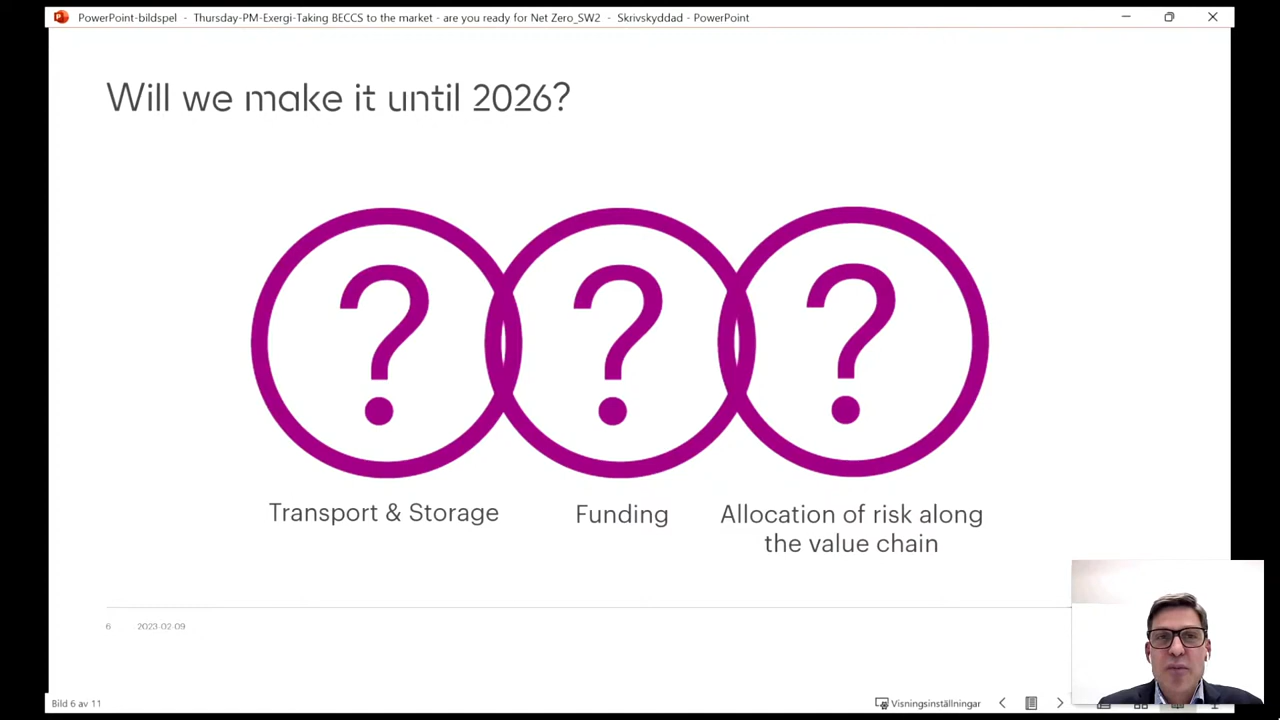 PowerPoint-bildspel - Thursday-PM-Exergi-Taking BECCS to the market - are you ready for Net Zero_SW2 - Skrivskyddad - PowerPoint
Will we make it until 2026?
? ? ?
Transport & Storage
Funding
Allocation of risk along
the value chain
6 2023-02-09
Bild 6 av 11
Visningsinställningar